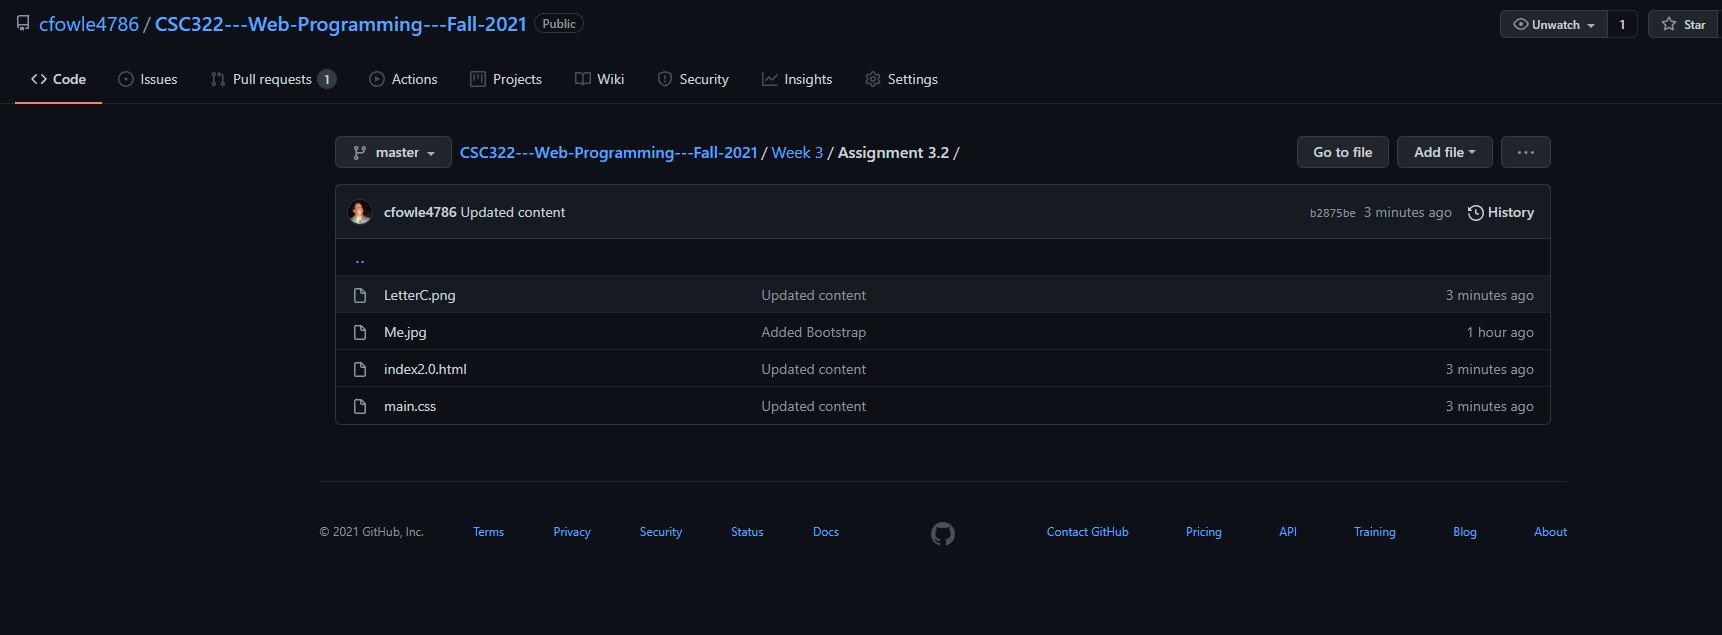 cfowle4786 / CSC322---Web-Programming---Fall-2021 Public Unwatch 1 Star
Code Issues Pull requests 1 Actions Projects Wiki Security Insights Settings
master CSC322---Web-Programming---Fall-2021 / Week 3 / Assignment 3.2 / Go to file Add file ...
cfowle4786 Updated content b2875be 3 minutes ago History
..
LetterC.png Updated content 3 minutes ago
Me.jpg Added Bootstrap 1 hour ago
index2.0.html Updated content 3 minutes ago
main.css Updated content 3 minutes ago
© 2021 GitHub, Inc. Terms Privacy Security Status Docs Contact GitHub Pricing API Training Blog About